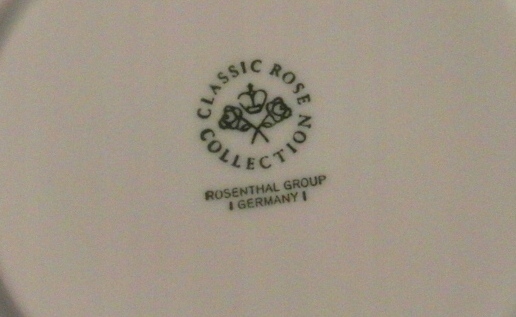 CLASSIC ROSE
COLLECTION
ROSENTHAL GROUP
GERMANY